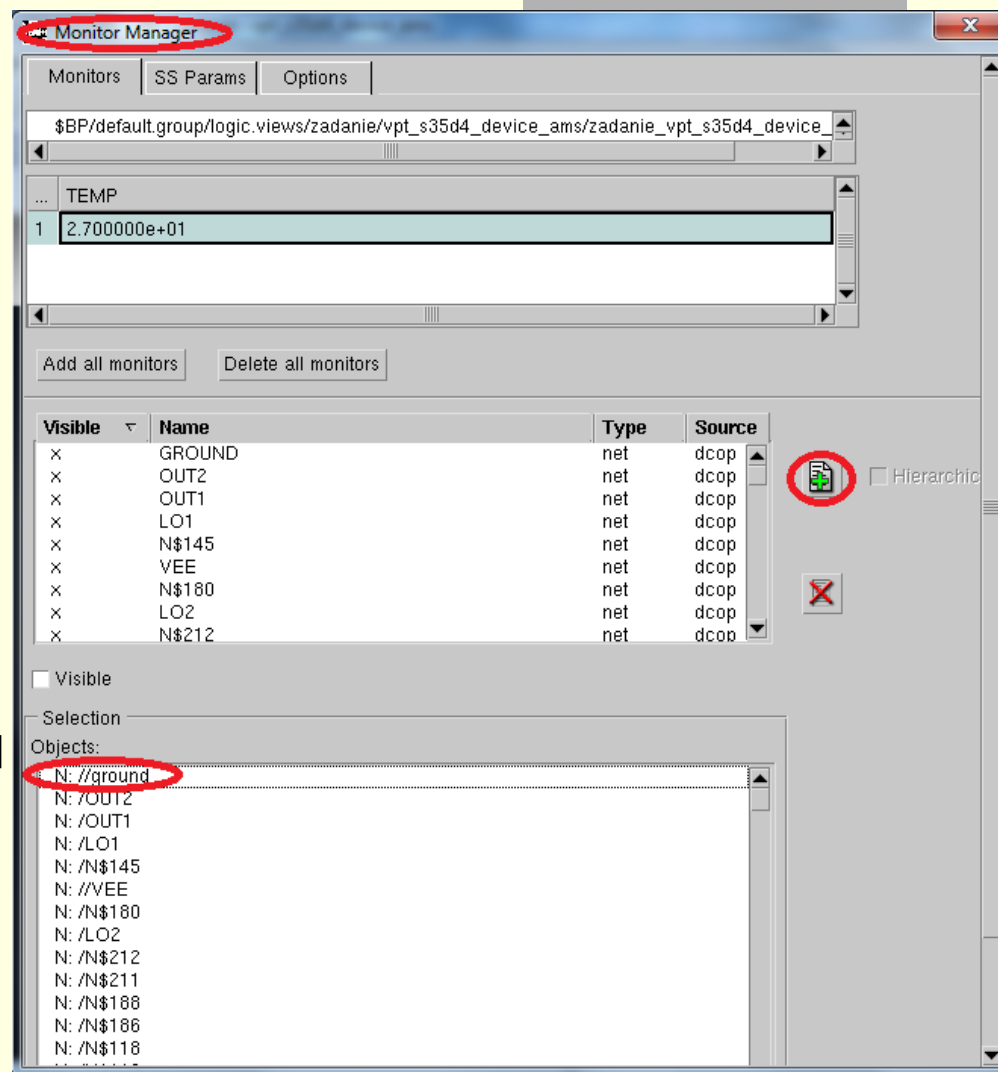 Monitor Manager
Monitors SS Params Options
$BP/default.group/logic.views/zadanie/vpt_s35d4_device_ams/zadanie_vpt_s35d4_device_
... TEMP
1 2.700000e+01
Add all monitors Delete all monitors
Visible Name Type Source
x GROUND net dcop
x OUT2 net dcop
x OUT1 net dcop
x LO1 net dcop
x N$145 net dcop
x VEE net dcop
x N$180 net dcop
x LO2 net dcop
x N$212 net dcop
Hierarchic
Visible
Selection
Objects:
N: //ground
N: /OUT2
N: /OUT1
N: /LO1
N: /N$145
N: //VEE
N: /N$180
N: /LO2
N: /N$212
N: /N$211
N: /N$188
N: /N$186
N: /N$118